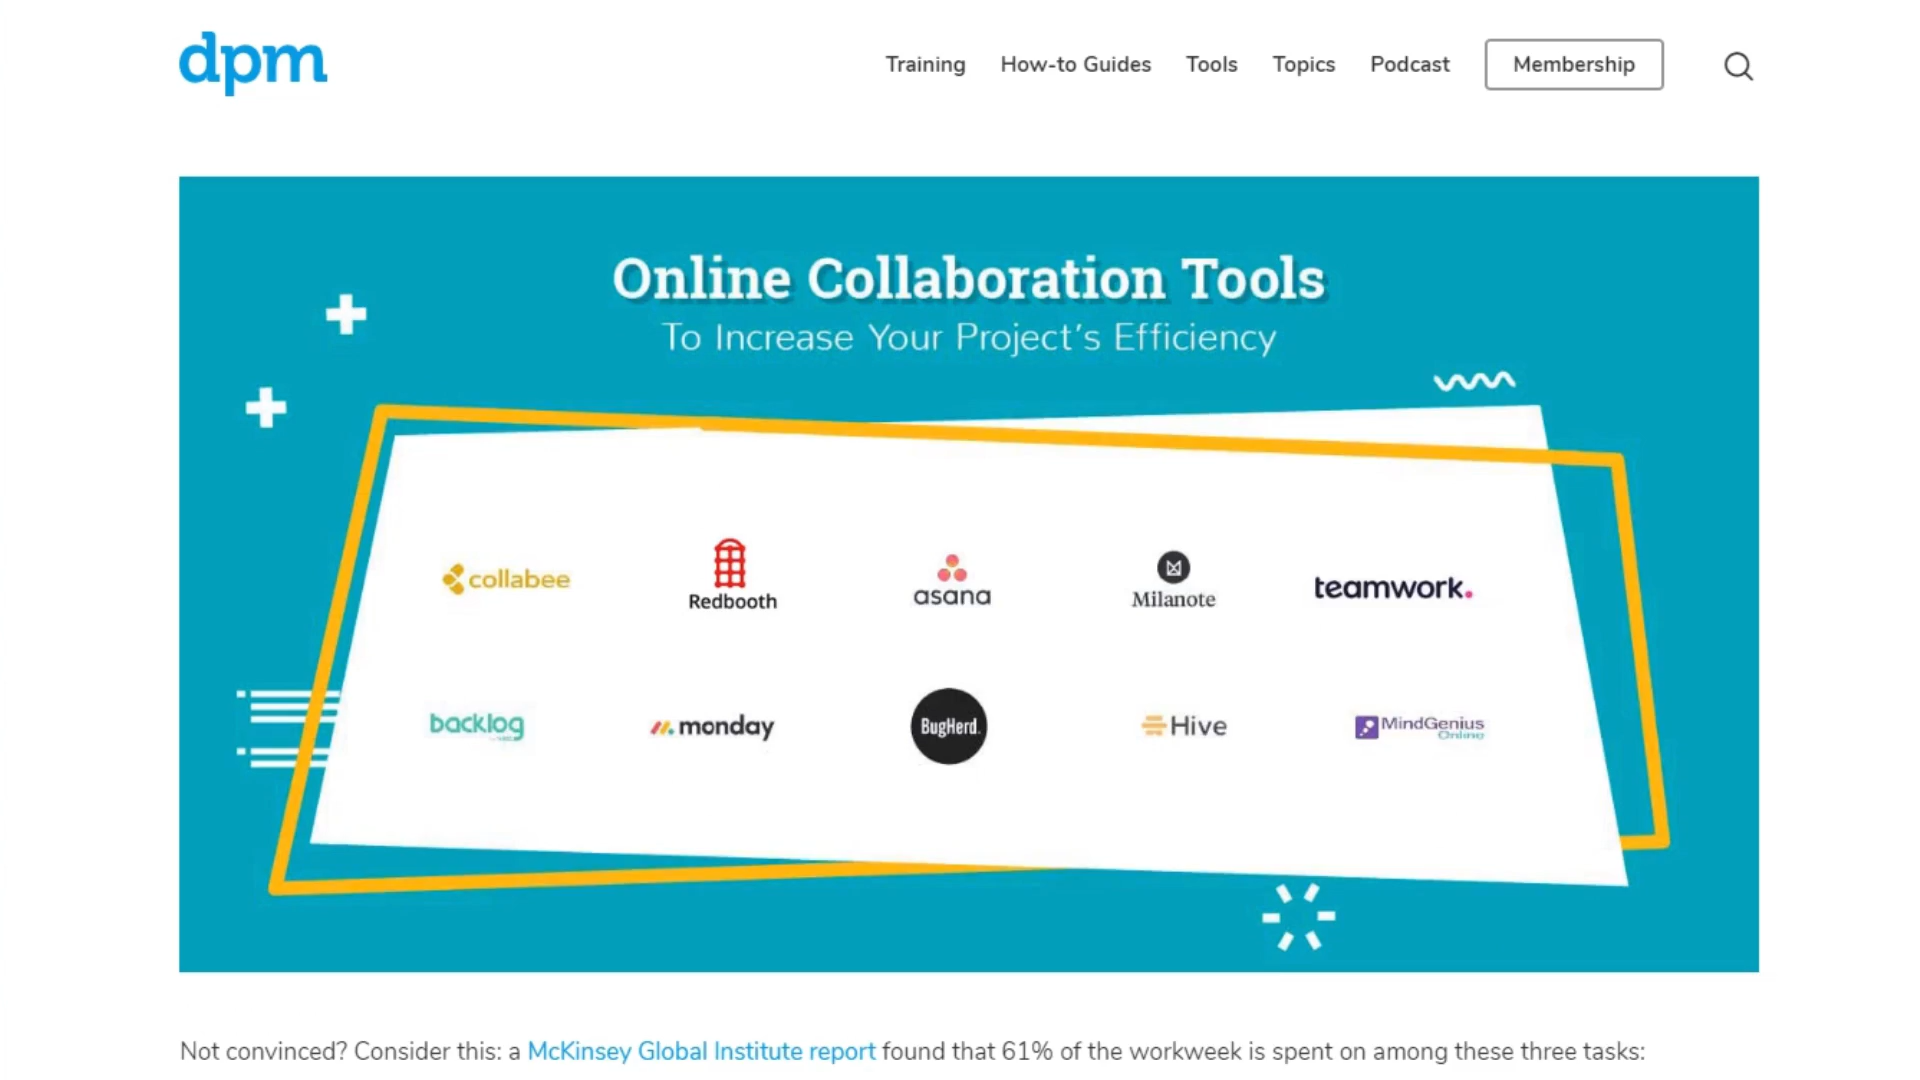 dpm
Training How-to Guides Tools Topics Podcast Membership
Online Collaboration Tools
To Increase Your Project's Efficiency
collabee Redbooth asana Milanote teamwork.
backlog monday BugHerd. Hive MindGenius
Online
Not convinced? Consider this: a McKinsey Global Institute report found that 61% of the workweek is spent on among these three tasks: